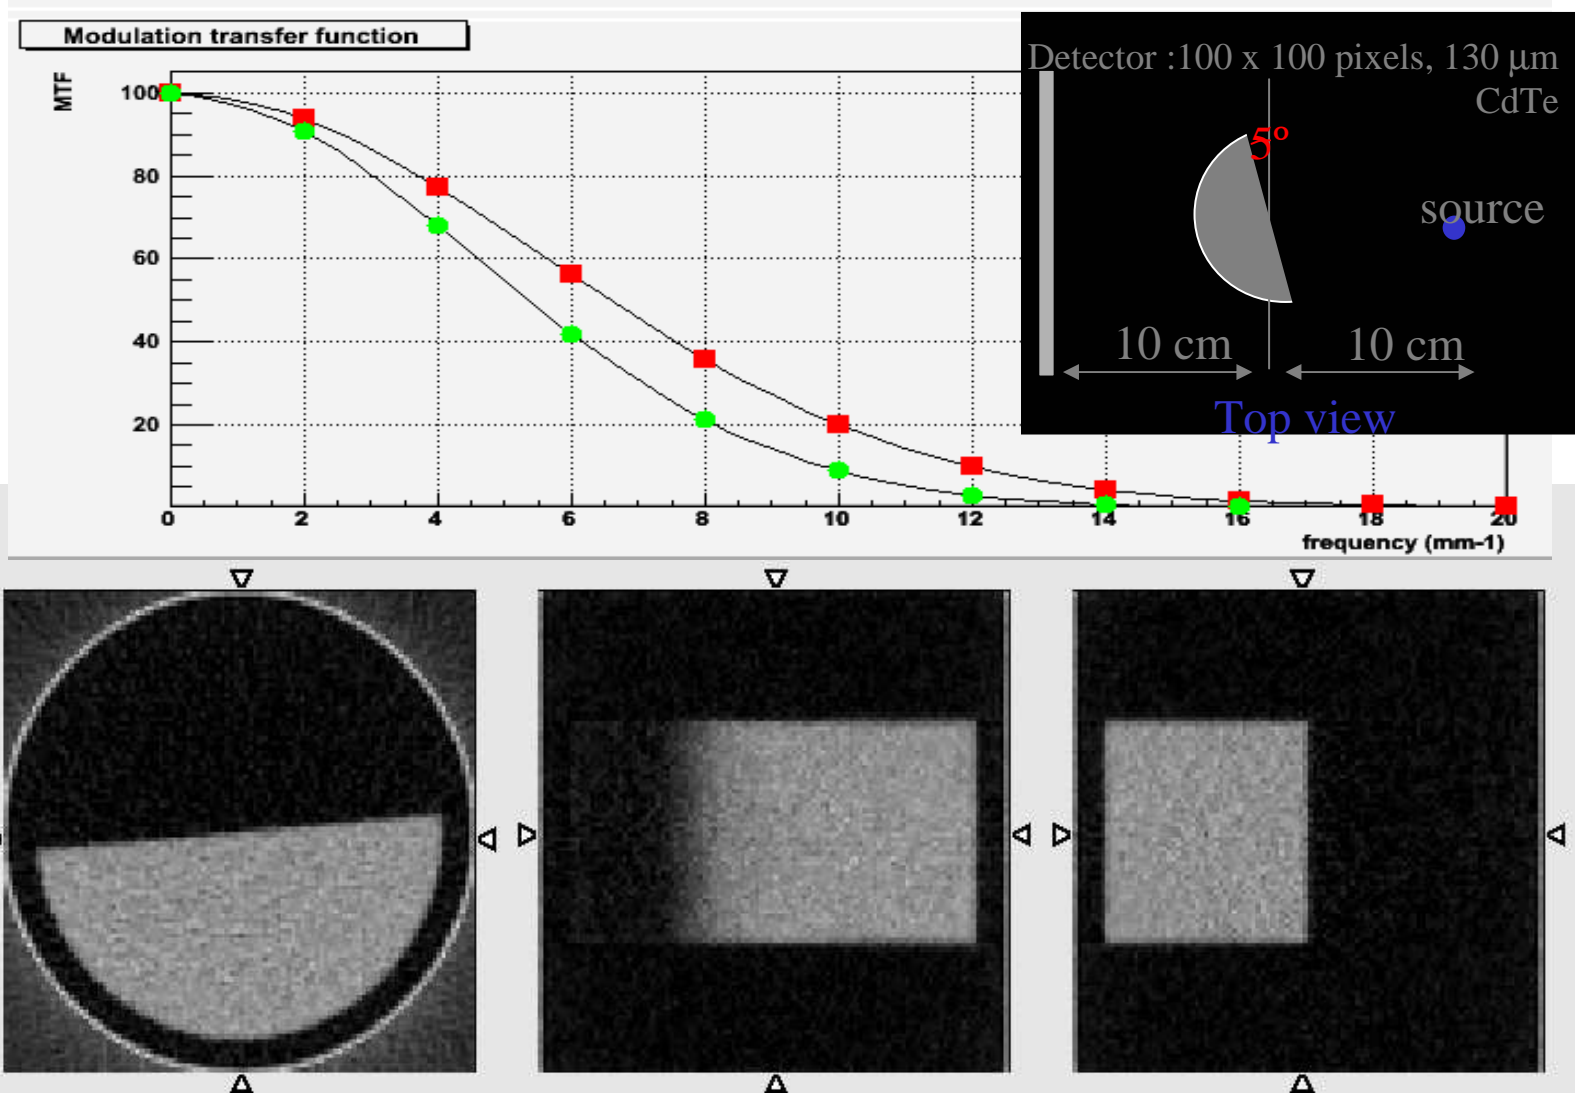 Modulation transfer function
MTF
100
80
60
40
20
0 2 4 6 8 10 12 14 16 18 20
frequency (mm-1)
Detector :100 x 100 pixels, 130 μm
CdTe
5°
source
10 cm 10 cm
Top view